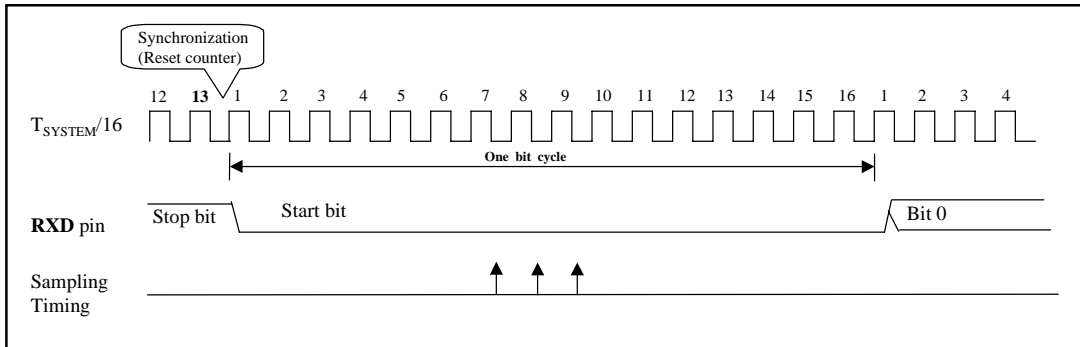 Synchronization
(Reset counter)
12 13 1 2 3 4 5 6 7 8 9 10 11 12 13 14 15 16 1 2 3 4
TSYSTEM/16
One bit cycle
Stop bit
Start bit
Bit 0
RXD pin
Sampling
Timing